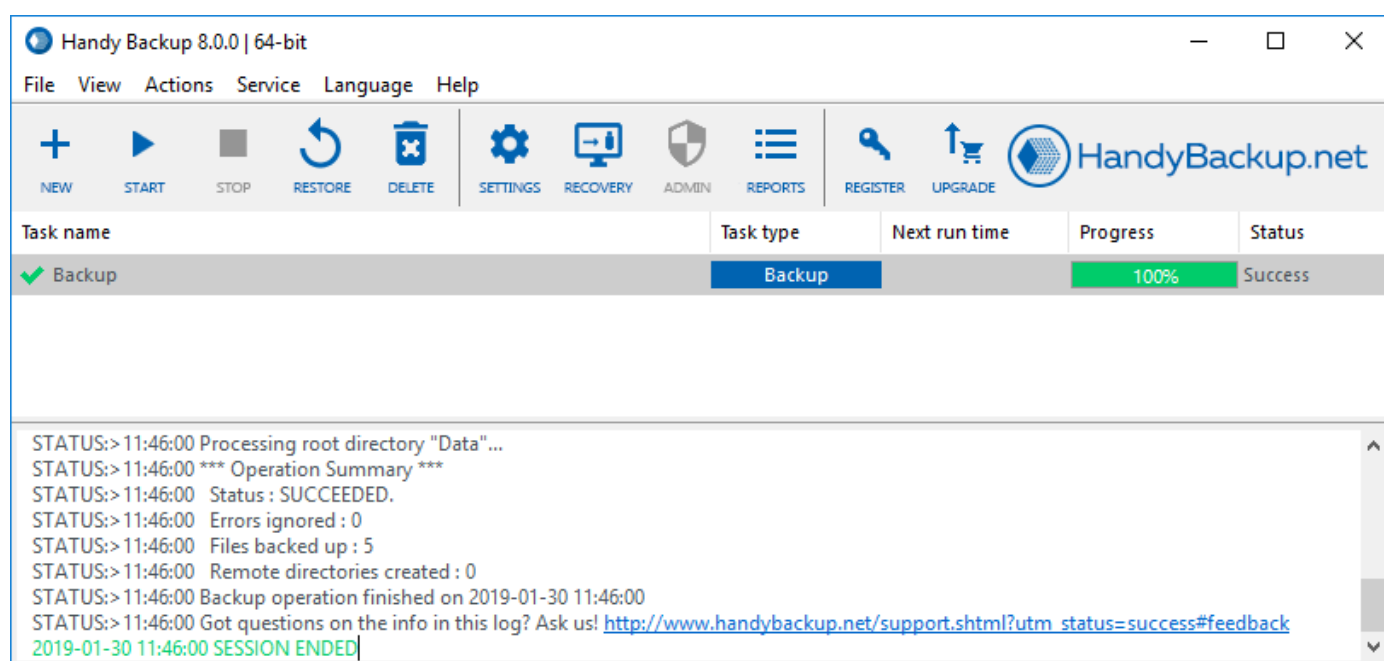 Handy Backup 8.0.0 | 64-bit
File View Actions Service Language Help
NEW START STOP RESTORE DELETE SETTINGS RECOVERY ADMIN REPORTS REGISTER UPGRADE HandyBackup.net
Task name Task type Next run time Progress Status
Backup Backup 100% Success
STATUS:>11:46:00 Processing root directory "Data"...
STATUS:>11:46:00 *** Operation Summary ***
STATUS:>11:46:00 Status : SUCCEEDED.
STATUS:>11:46:00 Errors ignored : 0
STATUS:>11:46:00 Files backed up : 5
STATUS:>11:46:00 Remote directories created : 0
STATUS:>11:46:00 Backup operation finished on 2019-01-30 11:46:00
STATUS:>11:46:00 Got questions on the info in this log? Ask us! http://www.handybackup.net/support.shtml?utm_status=success#feedback
2019-01-30 11:46:00 SESSION ENDED